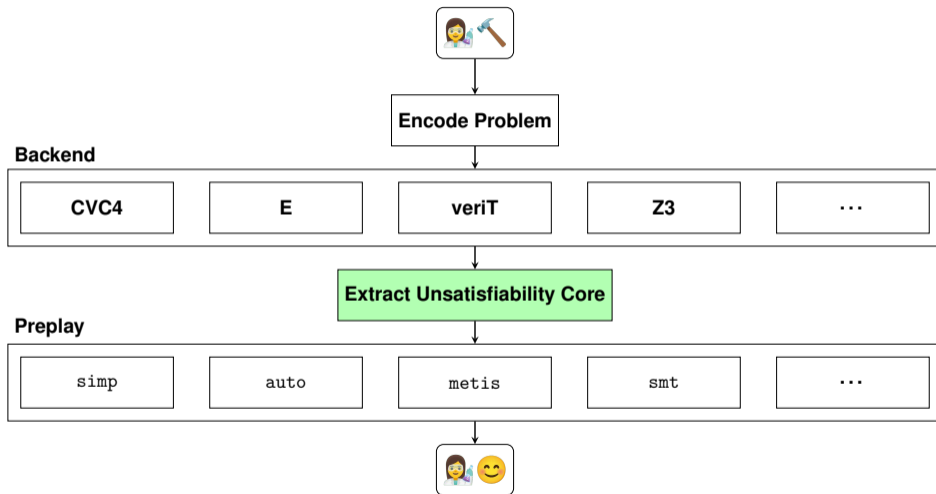 Encode Problem
Backend
CVC4 E veriT Z3 ...
Extract Unsatisfiability Core
Preplay
simp auto metis smt ...